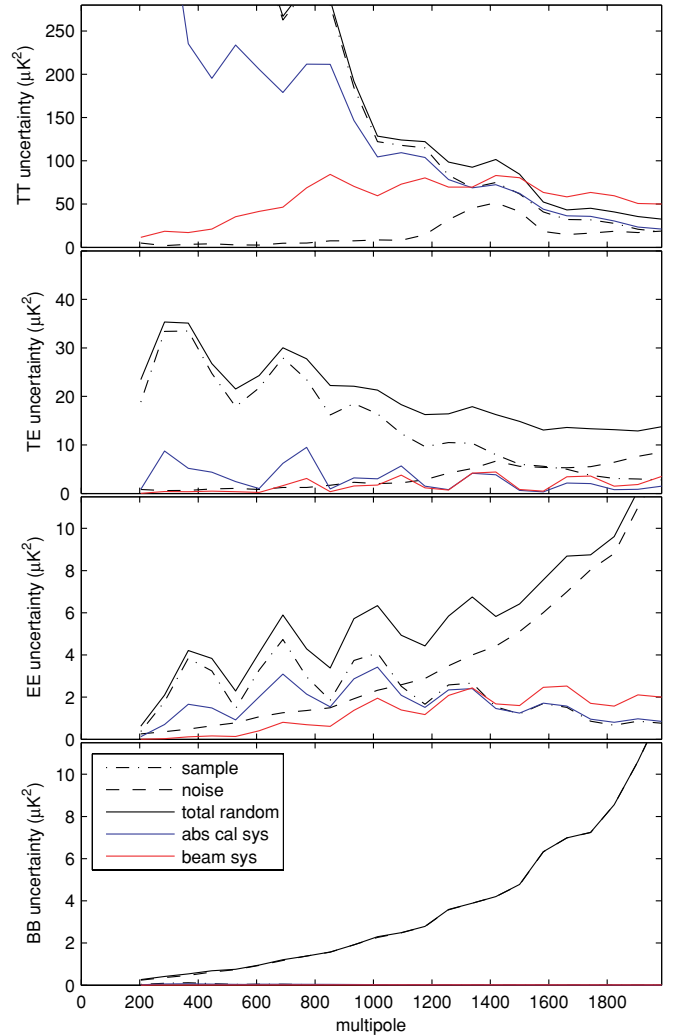 250
200
150
100
50
0
TT uncertainty (μK²)
40
30
20
10
0
TE uncertainty (μK²)
10
8
6
4
2
0
EE uncertainty (μK²)
10
8
6
4
2
0
BB uncertainty (μK²)
sample
noise
total random
abs cal sys
beam sys
0 200 400 600 800 1000 1200 1400 1600 1800
multipole